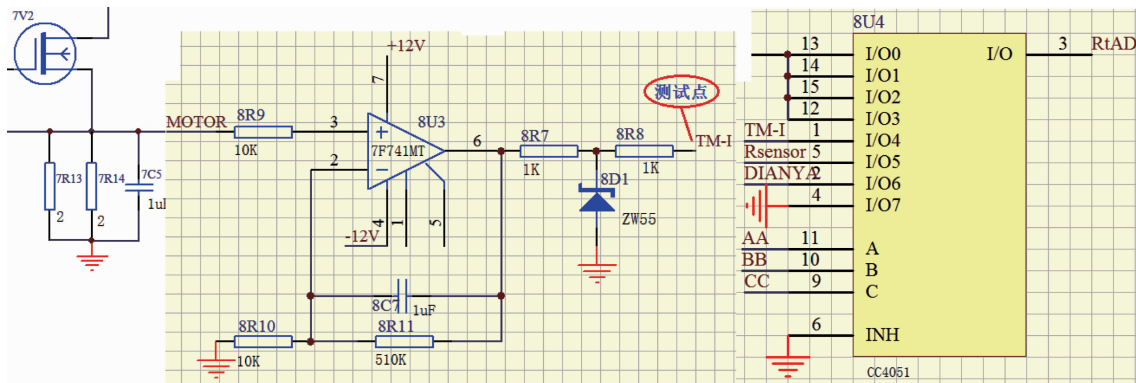 7V2
7R13
2
7R14
2
7C5
1uF
MOTOR
8R9
10K
+12V
7
3
2
8U3
7F741MT
6
4
1
5
-12V
8R7
1K
8R8
1K
测试点
TM-I
8D1
ZW55
8C7
1uF
8R10
10K
8R11
510K
8U4
13 I/O0 I/O 3 RtAD
14 I/O1
15 I/O2
12 I/O3
TM-I 1 I/O4
Rsensor 5 I/O5
DIANYA 2 I/O6
4 I/O7
AA 11 A
BB 10 B
CC 9 C
6 INH
CC4051